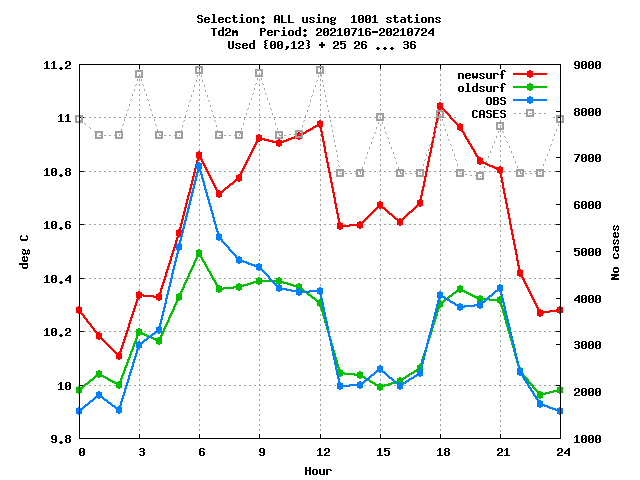 Selection: ALL using  1001 stations
Td2m   Period: 20210716-20210724
Used {00,12} + 25 26 ... 36
newsurf
oldsurf
OBS
CASES
11.2
11
10.8
10.6
10.4
10.2
10
9.8
deg C
9000
8000
7000
6000
5000
4000
3000
2000
1000
No cases
0 3 6 9 12 15 18 21 24
Hour